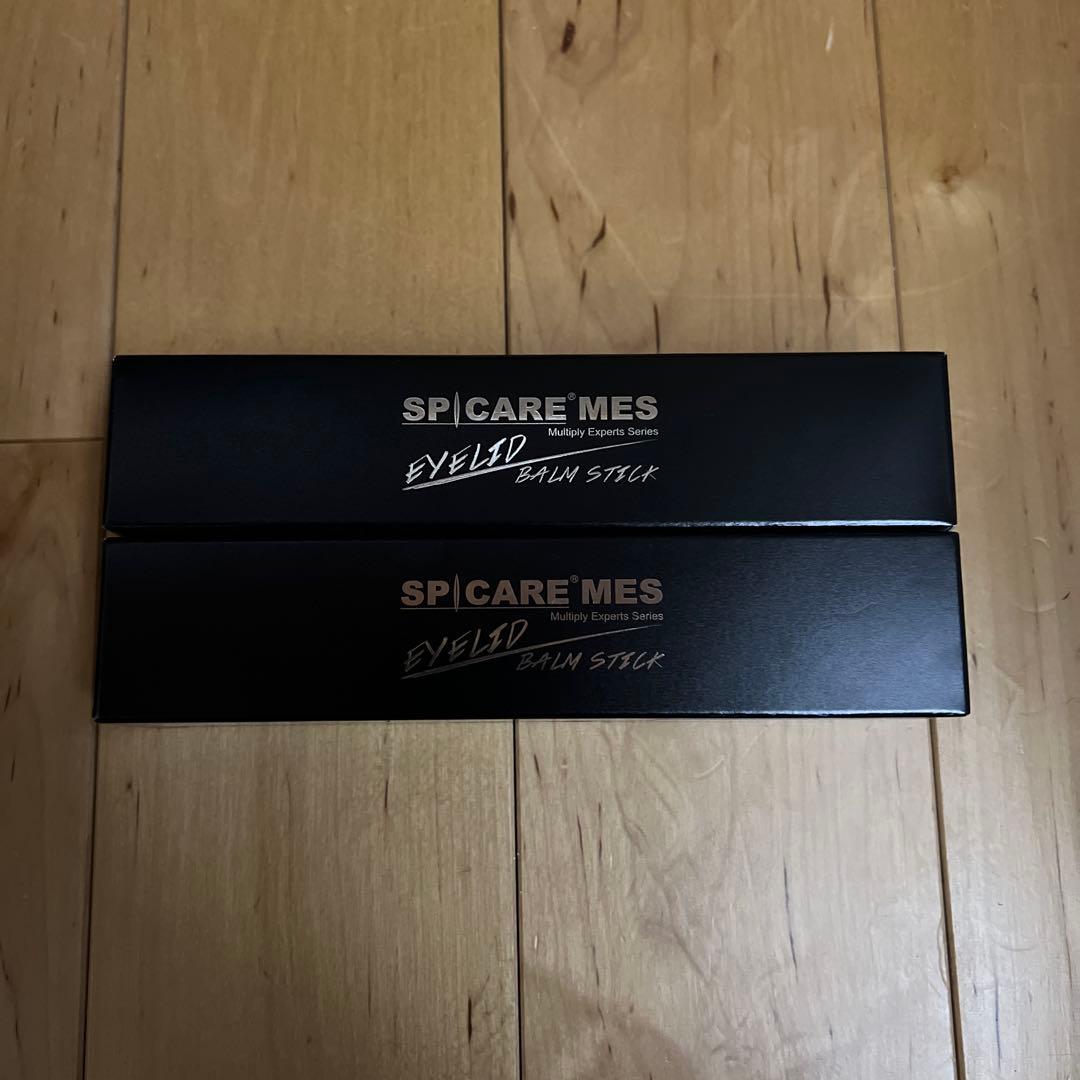 SPICARE® MES
Multiply Experts Series
EYELID
BALM STICK
SPICARE® MES
Multiply Experts Series
EYELID
BALM STICK